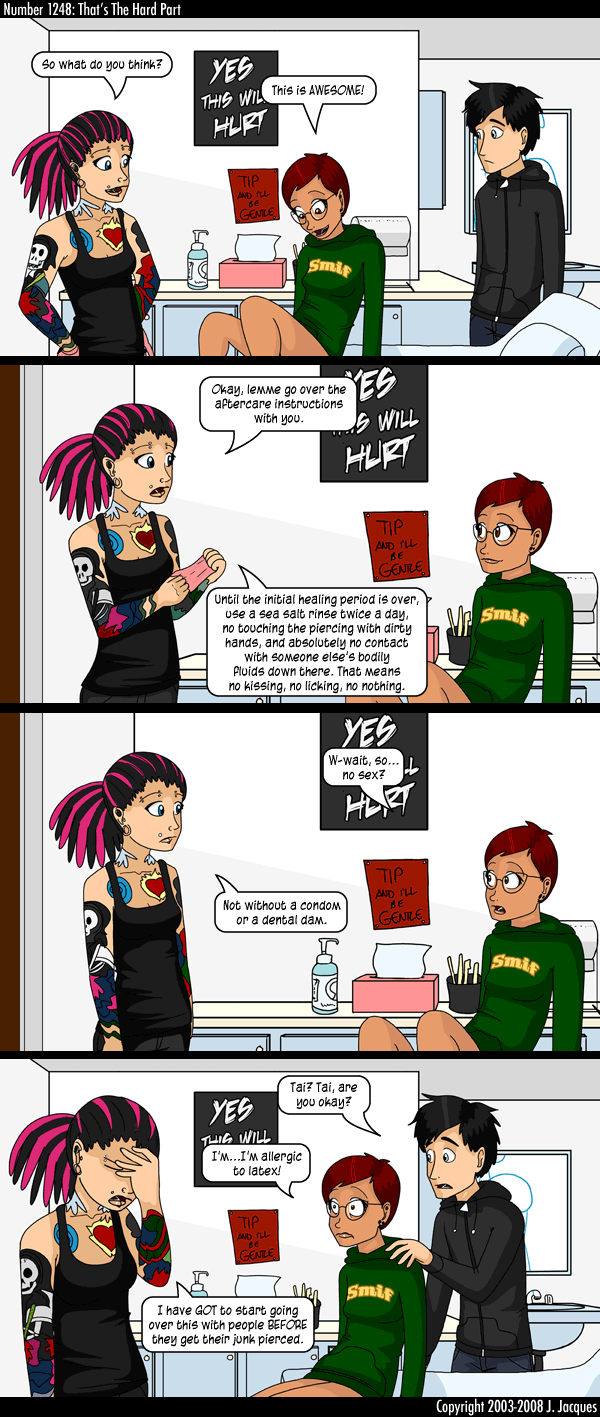 Number 1248: That's The Hard Part
So what do you think?
YES
THIS WILL
HURT
This is AWESOME!
TIP
AND I'LL
BE
GENTLE
Smif
Okay, lemme go over the
aftercare instructions
with you.
YES
THIS WILL
HURT
TIP
AND I'LL
BE
GENTLE
Smif
Until the initial healing period is over,
use a sea salt rinse twice a day,
no touching the piercing with dirty
hands, and absolutely no contact
with someone else's bodily
fluids down there. That means
no kissing, no licking, no nothing.
YES
W-wait, so...
no sex?
HURT
Not without a condom
or a dental dam.
TIP
AND I'LL
BE
GENTLE
Smif
Tai? Tai, are
you okay?
YES
THIS WILL
I'm...I'm allergic
to latex!
TIP
AND I'LL
BE
GENTLE
Smif
I have GOT to start going
over this with people BEFORE
they get their junk pierced.
Copyright 2003-2008 J. Jacques